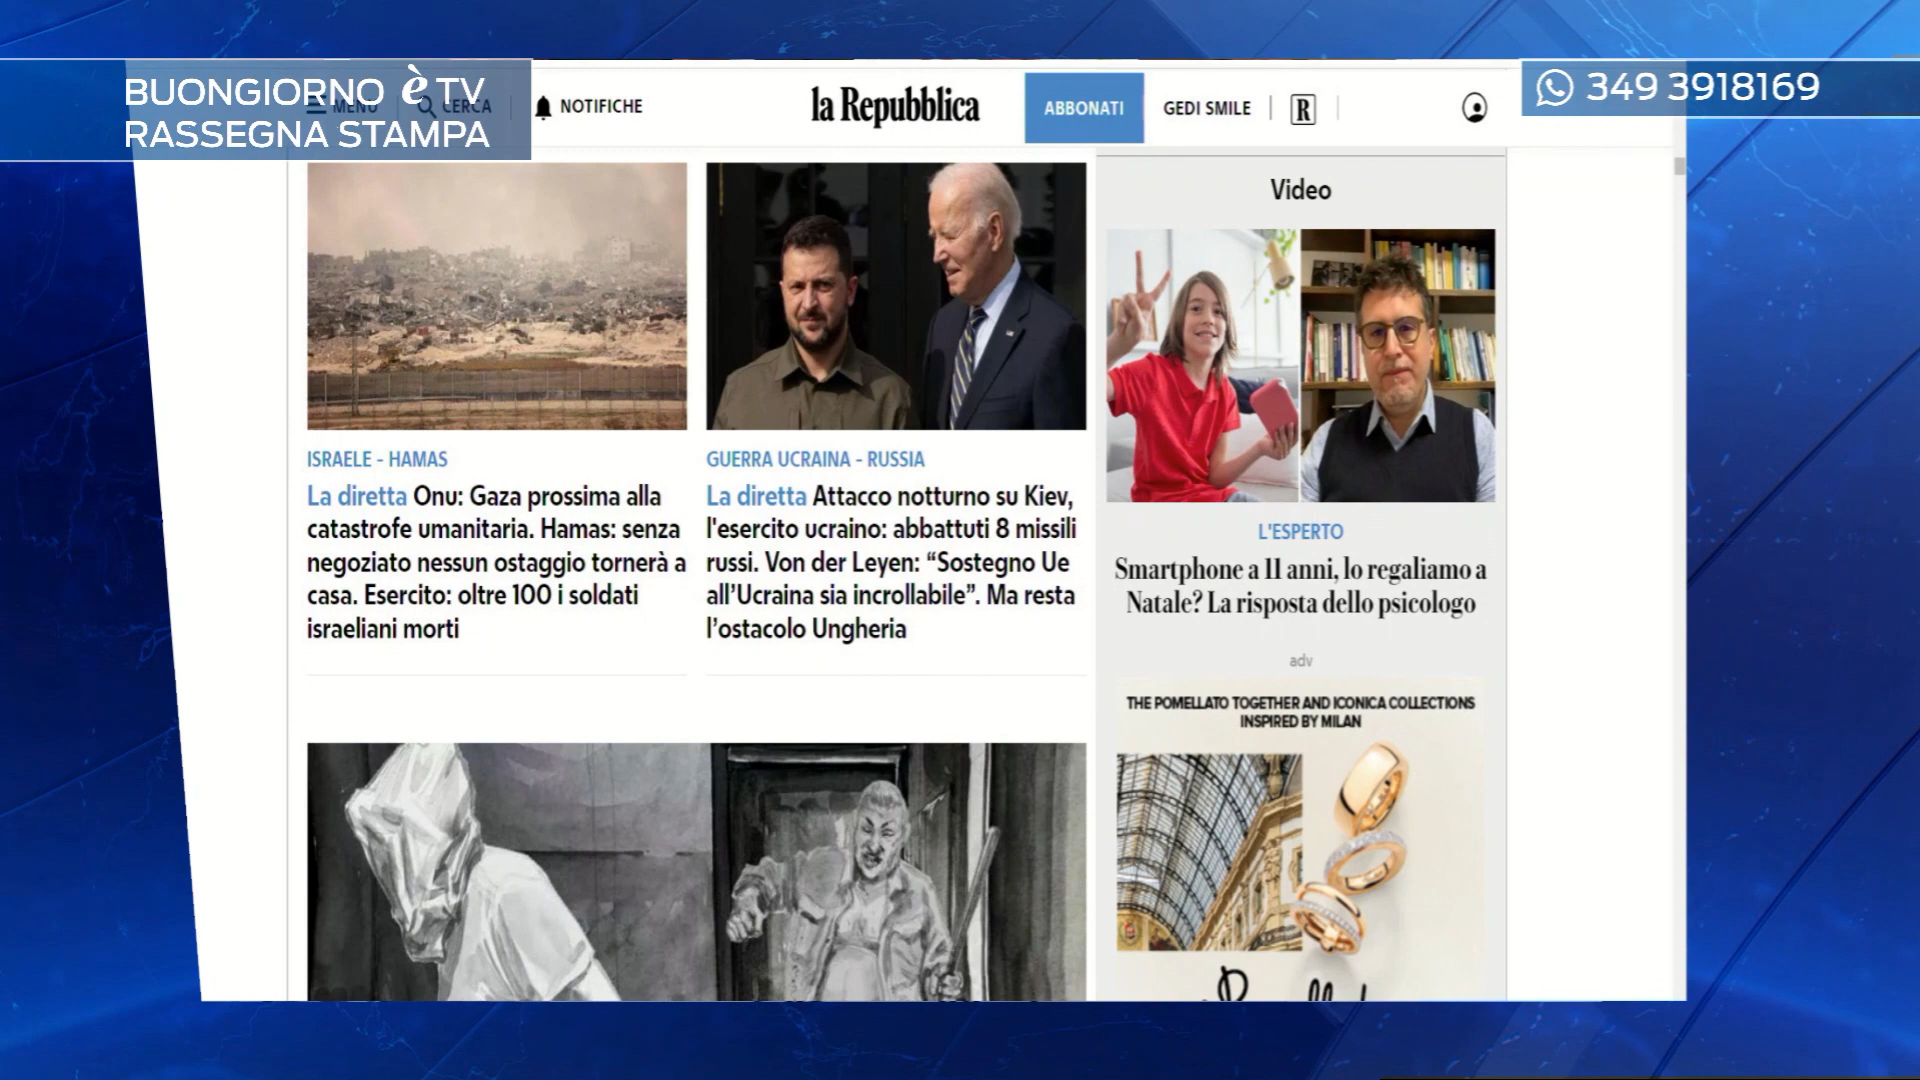 BUONGIORNO è TV
RASSEGNA STAMPA
349 3918169
MENU
CERCA
NOTIFICHE
la Repubblica
ABBONATI
GEDI SMILE
R
ISRAELE - HAMAS
La diretta Onu: Gaza prossima alla
catastrofe umanitaria. Hamas: senza
negoziato nessun ostaggio tornerà a
casa. Esercito: oltre 100 i soldati
israeliani morti
GUERRA UCRAINA - RUSSIA
La diretta Attacco notturno su Kiev,
l'esercito ucraino: abbattuti 8 missili
russi. Von der Leyen: “Sostegno Ue
all’Ucraina sia incrollabile”. Ma resta
l’ostacolo Ungheria
Video
L'ESPERTO
Smartphone a 11 anni, lo regaliamo a
Natale? La risposta dello psicologo
adv
THE POMELLATO TOGETHER AND ICONICA COLLECTIONS
INSPIRED BY MILAN